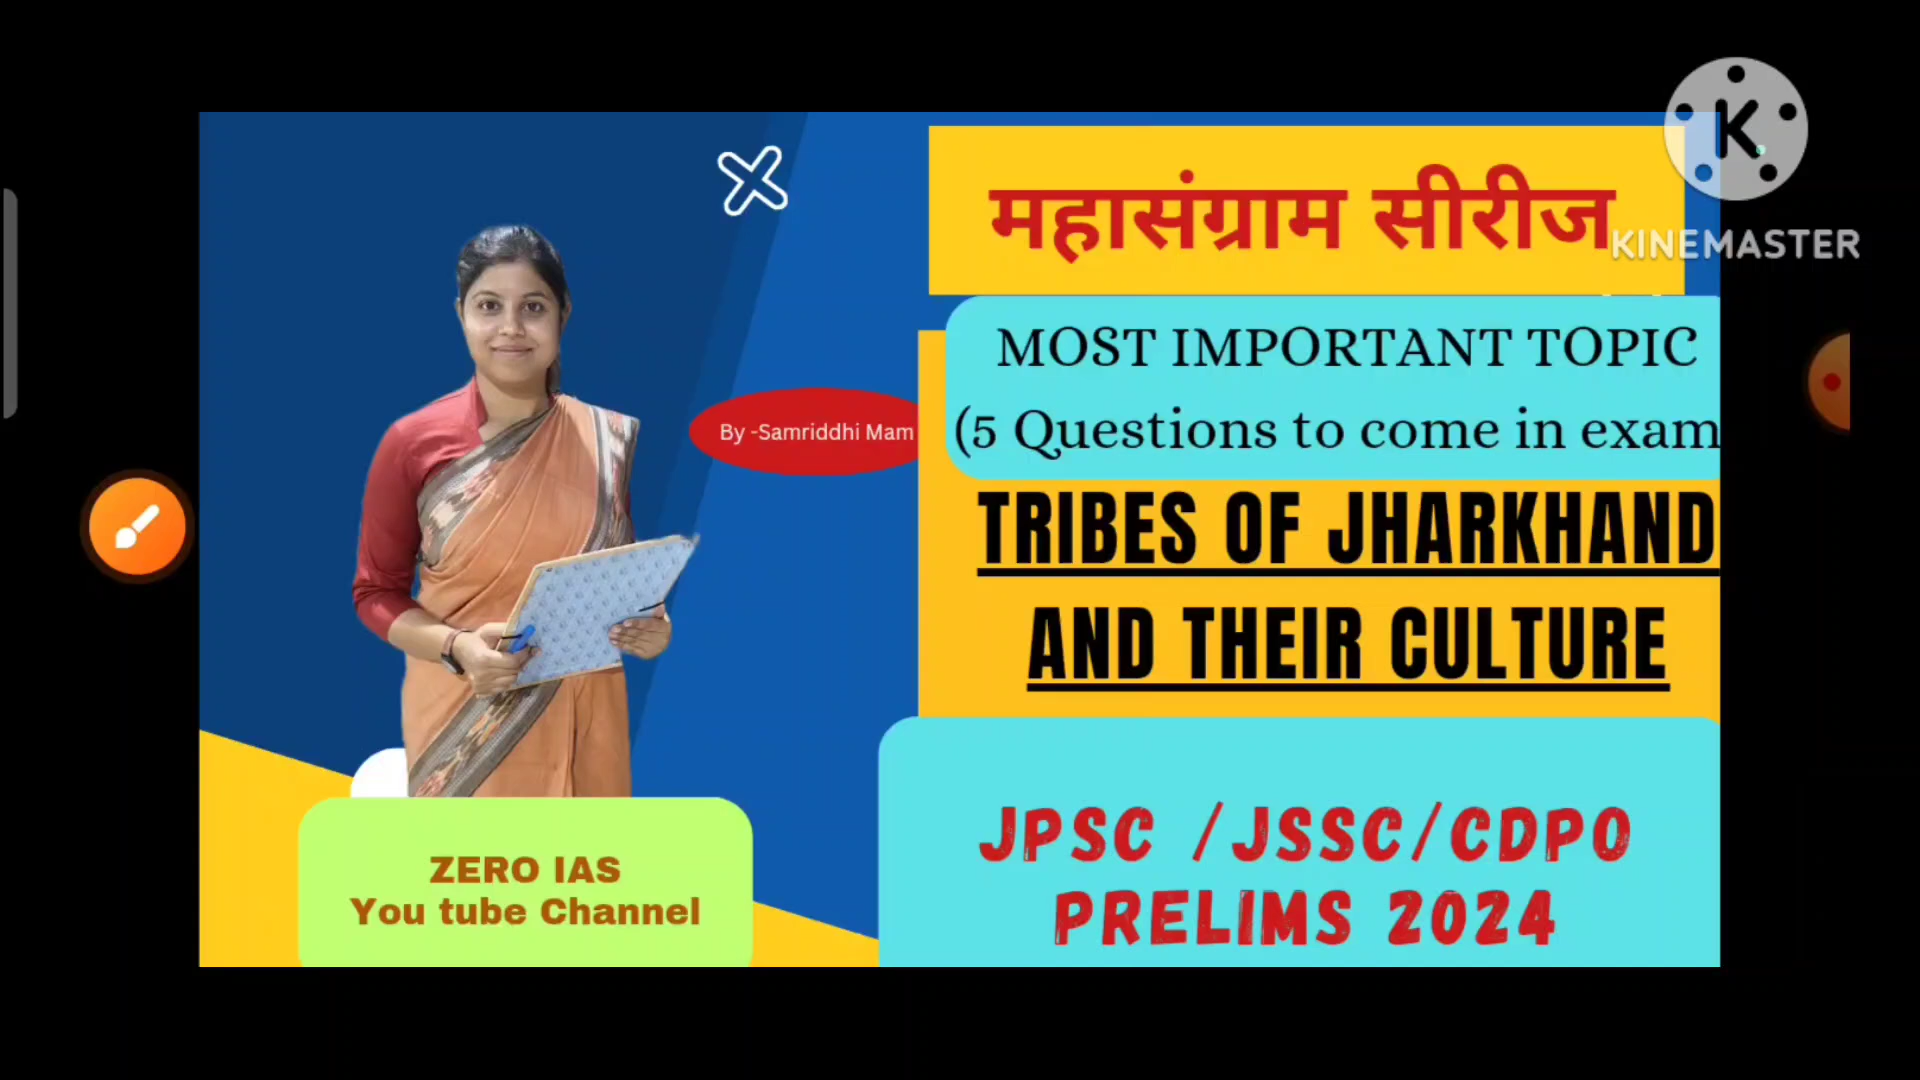 महासंग्राम सीरीज
KINEMASTER
MOST IMPORTANT TOPIC
(5 Questions to come in exam
By -Samriddhi Mam
TRIBES OF JHARKHAND
AND THEIR CULTURE
JPSC /JSSC/CDPO
PRELIMS 2024
ZERO IAS
You tube Channel